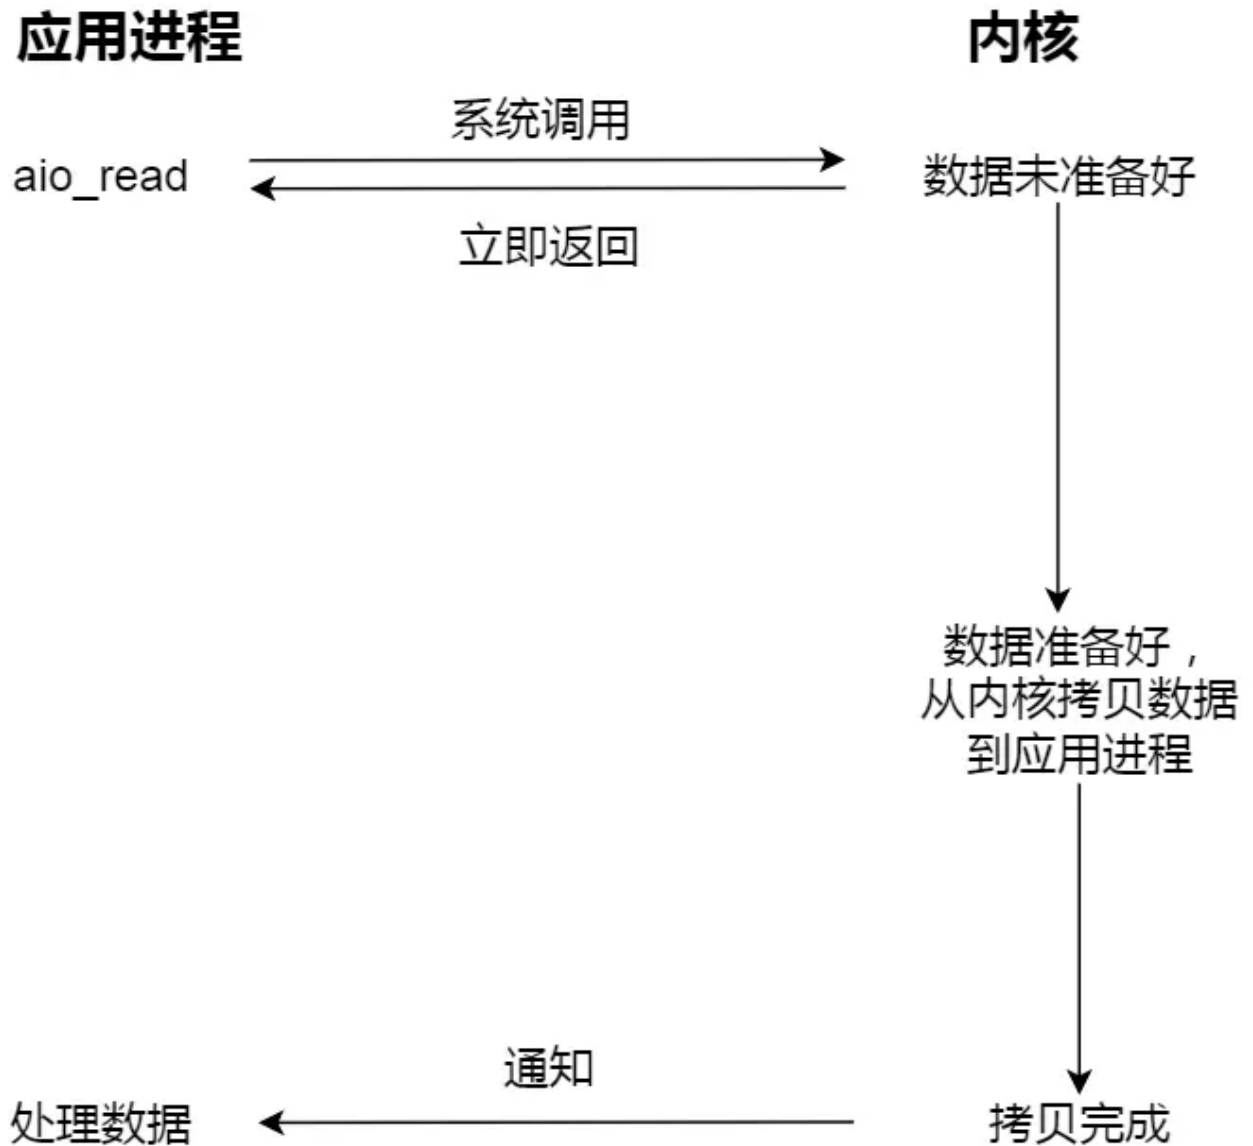 应用进程
内核
系统调用
aio_read
数据未准备好
立即返回
数据准备好，
从内核拷贝数据
到应用进程
通知
处理数据
拷贝完成